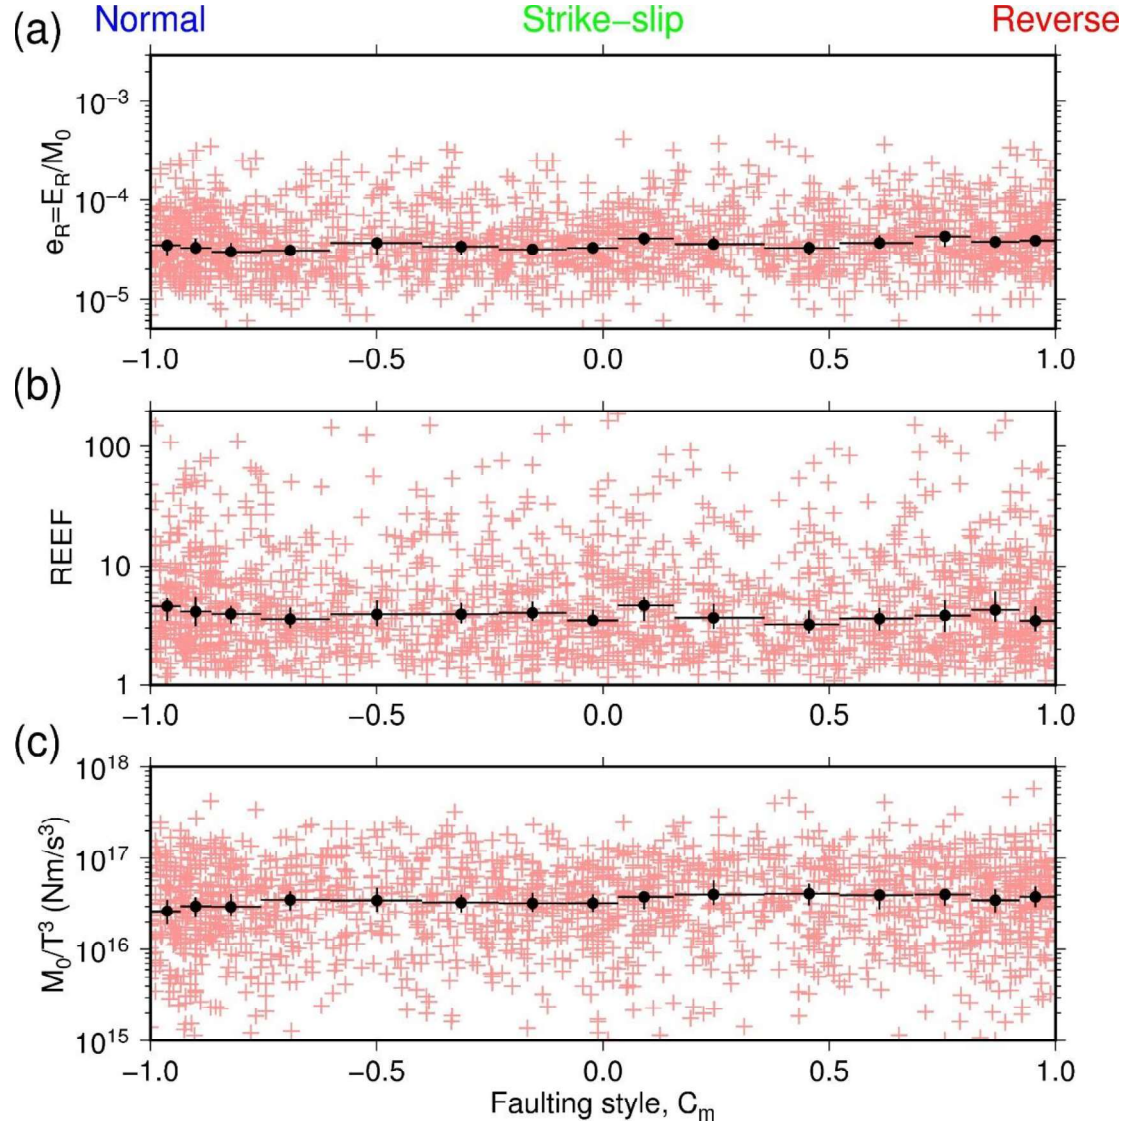 (a) Normal Strike−slip Reverse
e_R=E_R/M_0
10⁻³
10⁻⁴
10⁻⁵
−1.0 −0.5 0.0 0.5 1.0
(b)
REEF
100
10
1
−1.0 −0.5 0.0 0.5 1.0
(c)
M₀/T³ (Nm/s³)
10¹⁸
10¹⁷
10¹⁶
10¹⁵
−1.0 −0.5 0.0 0.5 1.0
Faulting style, Cₘ